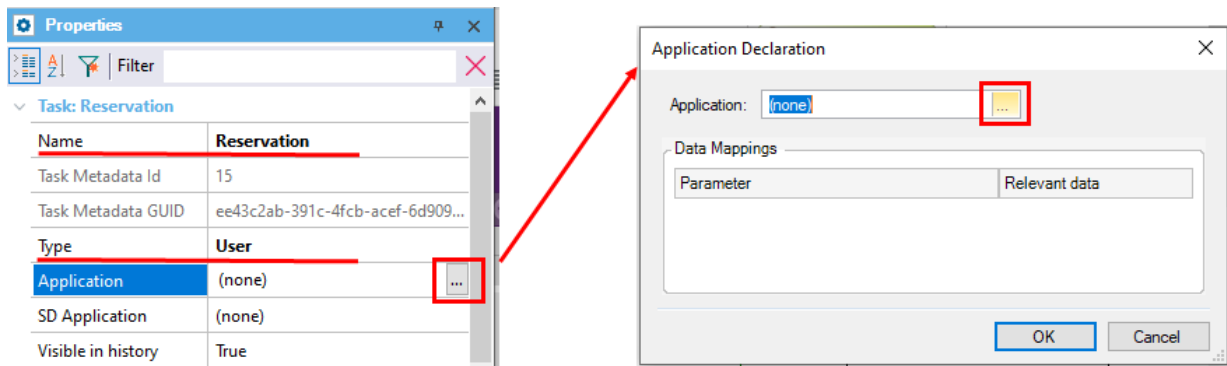 Properties
Filter
Task: Reservation
Name Reservation
Task Metadata Id 15
Task Metadata GUID ee43c2ab-391c-4fcb-acef-6d909...
Type User
Application (none) ...
SD Application (none)
Visible in history True
Application Declaration
Application: (none) ...
Data Mappings
Parameter Relevant data
OK Cancel